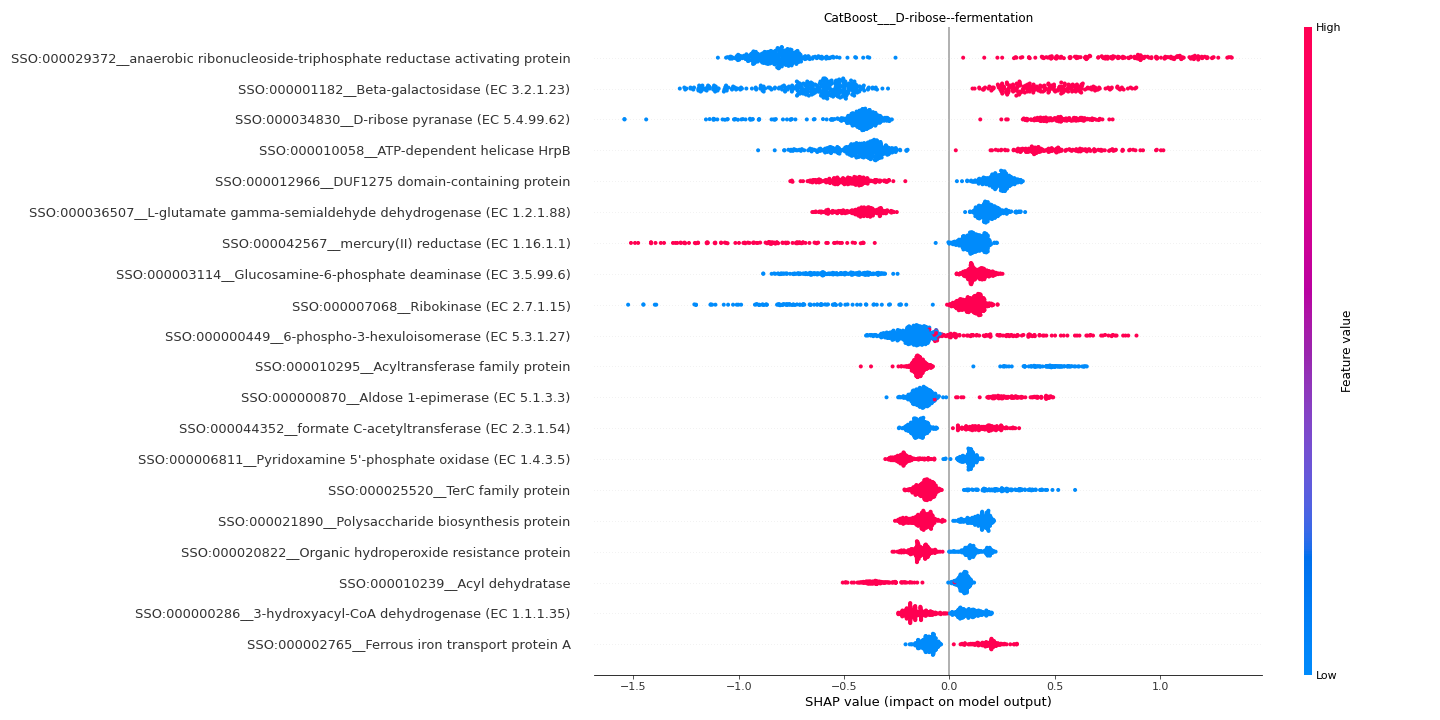 CatBoost___D-ribose--fermentation
SSO:000029372__anaerobic ribonucleoside-triphosphate reductase activating protein
SSO:000001182__Beta-galactosidase (EC 3.2.1.23)
SSO:000034830__D-ribose pyranase (EC 5.4.99.62)
SSO:000010058__ATP-dependent helicase HrpB
SSO:000012966__DUF1275 domain-containing protein
SSO:000036507__L-glutamate gamma-semialdehyde dehydrogenase (EC 1.2.1.88)
SSO:000042567__mercury(II) reductase (EC 1.16.1.1)
SSO:000003114__Glucosamine-6-phosphate deaminase (EC 3.5.99.6)
SSO:000007068__Ribokinase (EC 2.7.1.15)
SSO:000000449__6-phospho-3-hexuloisomerase (EC 5.3.1.27)
SSO:000010295__Acyltransferase family protein
SSO:000000870__Aldose 1-epimerase (EC 5.1.3.3)
SSO:000044352__formate C-acetyltransferase (EC 2.3.1.54)
SSO:000006811__Pyridoxamine 5'-phosphate oxidase (EC 1.4.3.5)
SSO:000025520__TerC family protein
SSO:000021890__Polysaccharide biosynthesis protein
SSO:000020822__Organic hydroperoxide resistance protein
SSO:000010239__Acyl dehydratase
SSO:000000286__3-hydroxyacyl-CoA dehydrogenase (EC 1.1.1.35)
SSO:000002765__Ferrous iron transport protein A
−1.5 −1.0 −0.5 0.0 0.5 1.0
SHAP value (impact on model output)
High
Feature value
Low